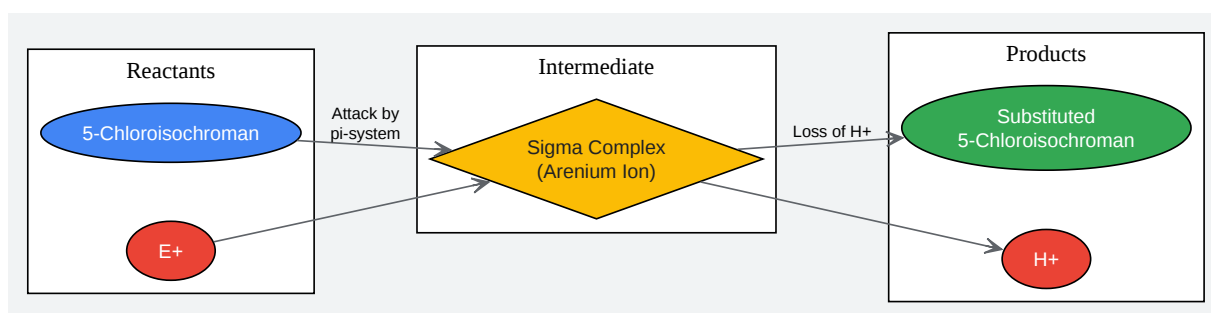 Reactants
5-Chloroisochroman
E+
Attack by
pi-system
Intermediate
Sigma Complex
(Arenium Ion)
Loss of H+
Products
Substituted
5-Chloroisochroman
H+